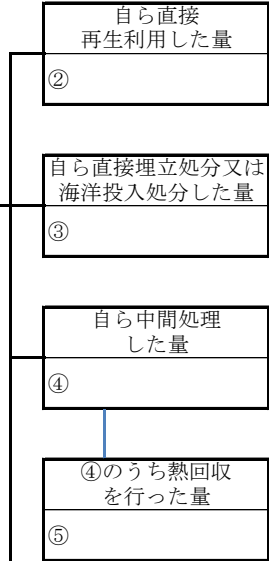 自ら直接
再生利用した量
②
自ら直接埋立処分又は
海洋投入処分した量
③
自ら中間処理
した量
④
④のうち熱回収
を行った量
⑤